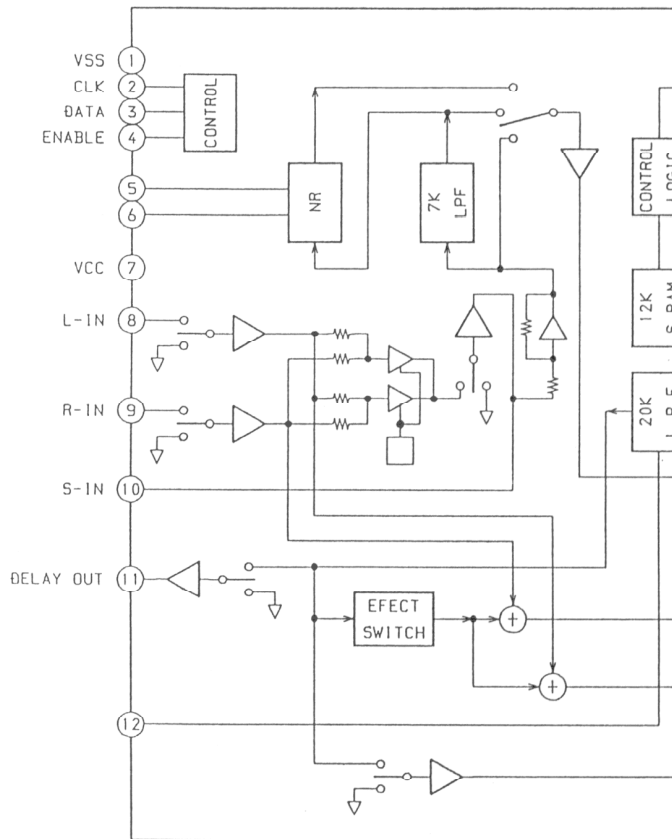 VSS 1
CLK 2
DATA 3
ENABLE 4
CONTROL
5
6
NR
7K
LPF
CONTROL
LOGIC
VCC 7
L-IN 8
12K
20K
R-IN 9
S-IN 10
DELAY OUT 11
EFECT
SWITCH
+
+
12